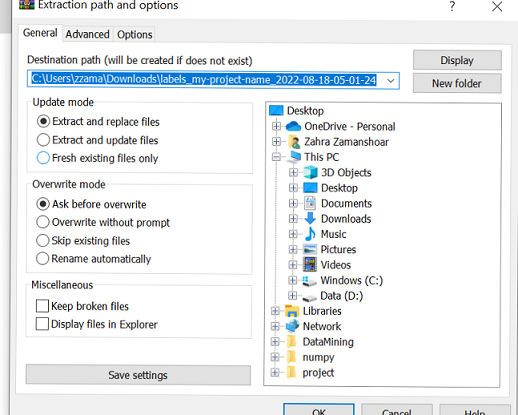 Extraction path and options
?
General
Advanced
Options
Destination path (will be created if does not exist)
C:\Users\zzama\Downloads\labels_my-project-name_2022-08-18-05-01-24
Display
New folder
Update mode
Extract and replace files
Extract and update files
Fresh existing files only
Overwrite mode
Ask before overwrite
Overwrite without prompt
Skip existing files
Rename automatically
Miscellaneous
Keep broken files
Display files in Explorer
Save settings
Desktop
OneDrive - Personal
Zahra Zamanshoar
This PC
3D Objects
Desktop
Documents
Downloads
Music
Pictures
Videos
Windows (C:)
Data (D:)
Libraries
Network
DataMining
numpy
project
OK
Cancel
Help